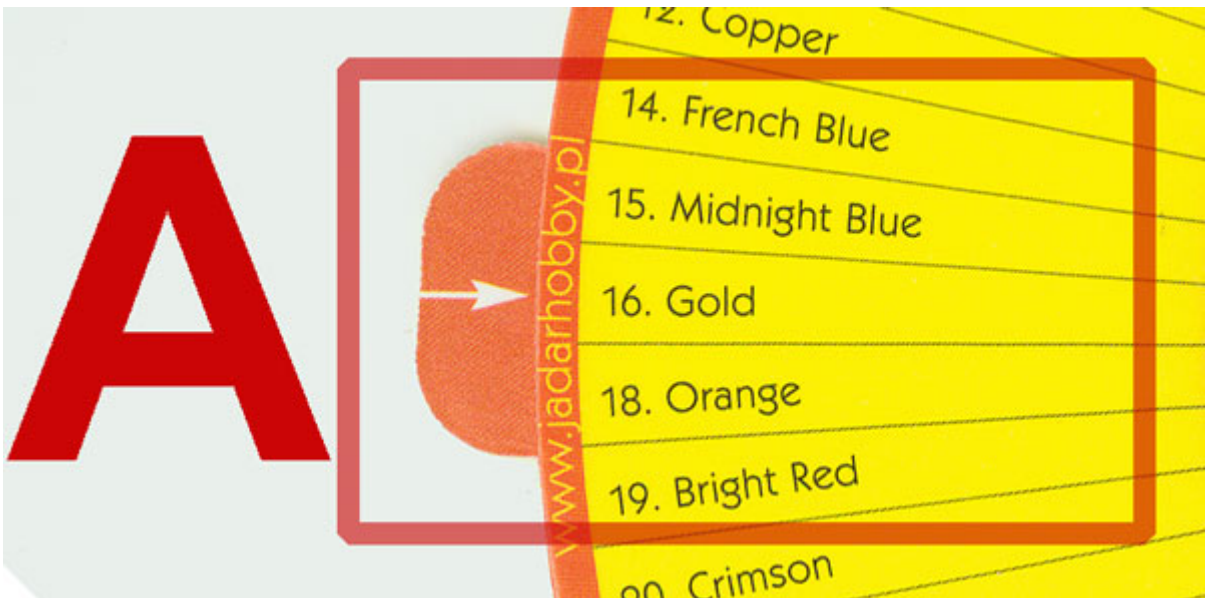 A
12. Copper
14. French Blue
15. Midnight Blue
16. Gold
18. Orange
19. Bright Red
20. Crimson
www.jadarhobby.pl